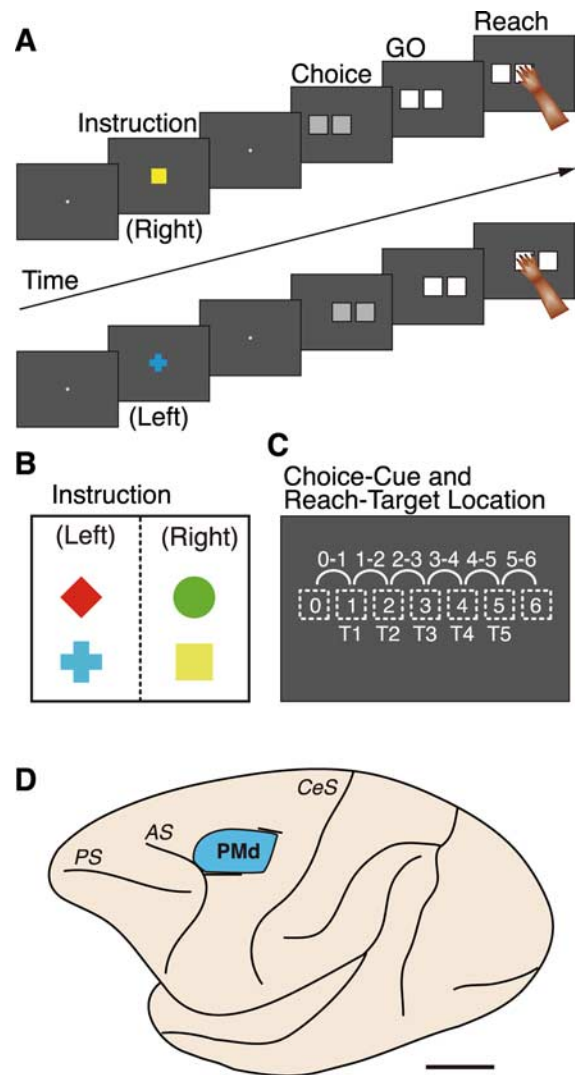 A
Reach
GO
Choice
Instruction
(Right)
Time
(Left)
B
Instruction
(Left) (Right)
C
Choice-Cue and
Reach-Target Location
0-1 1-2 2-3 3-4 4-5 5-6
0 1 2 3 4 5 6
T1 T2 T3 T4 T5
D
CeS
AS
PMd
PS